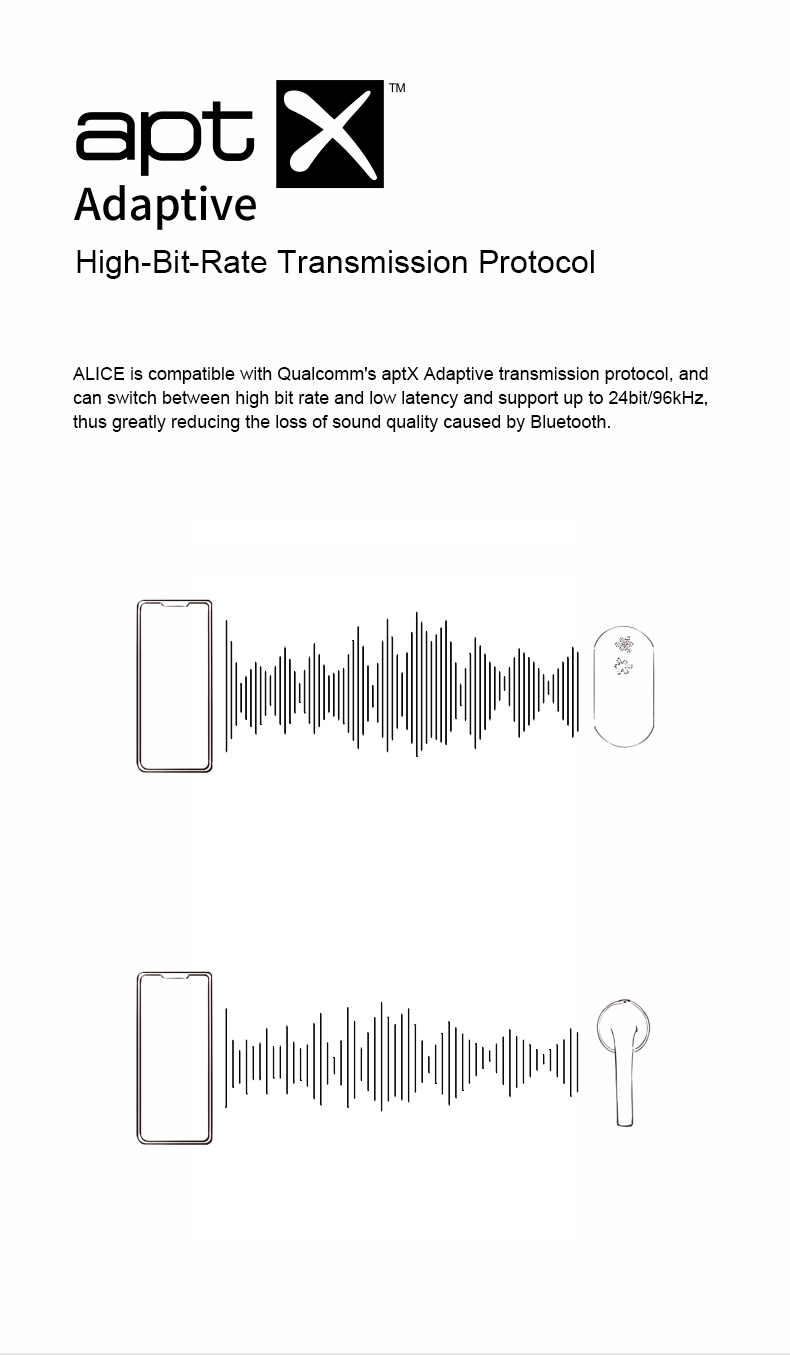 aptX™
Adaptive
High-Bit-Rate Transmission Protocol
ALICE is compatible with Qualcomm's aptX Adaptive transmission protocol, and
can switch between high bit rate and low latency and support up to 24bit/96kHz,
thus greatly reducing the loss of sound quality caused by Bluetooth.